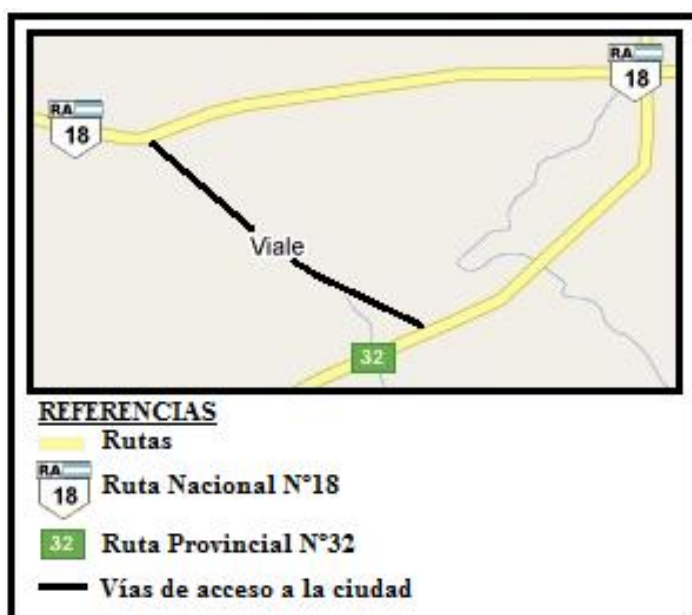 RA
18
RA
18
Viale
32
REFERENCIAS
Rutas
RA
18
Ruta Nacional N°18
32
Ruta Provincial N°32
Vías de acceso a la ciudad